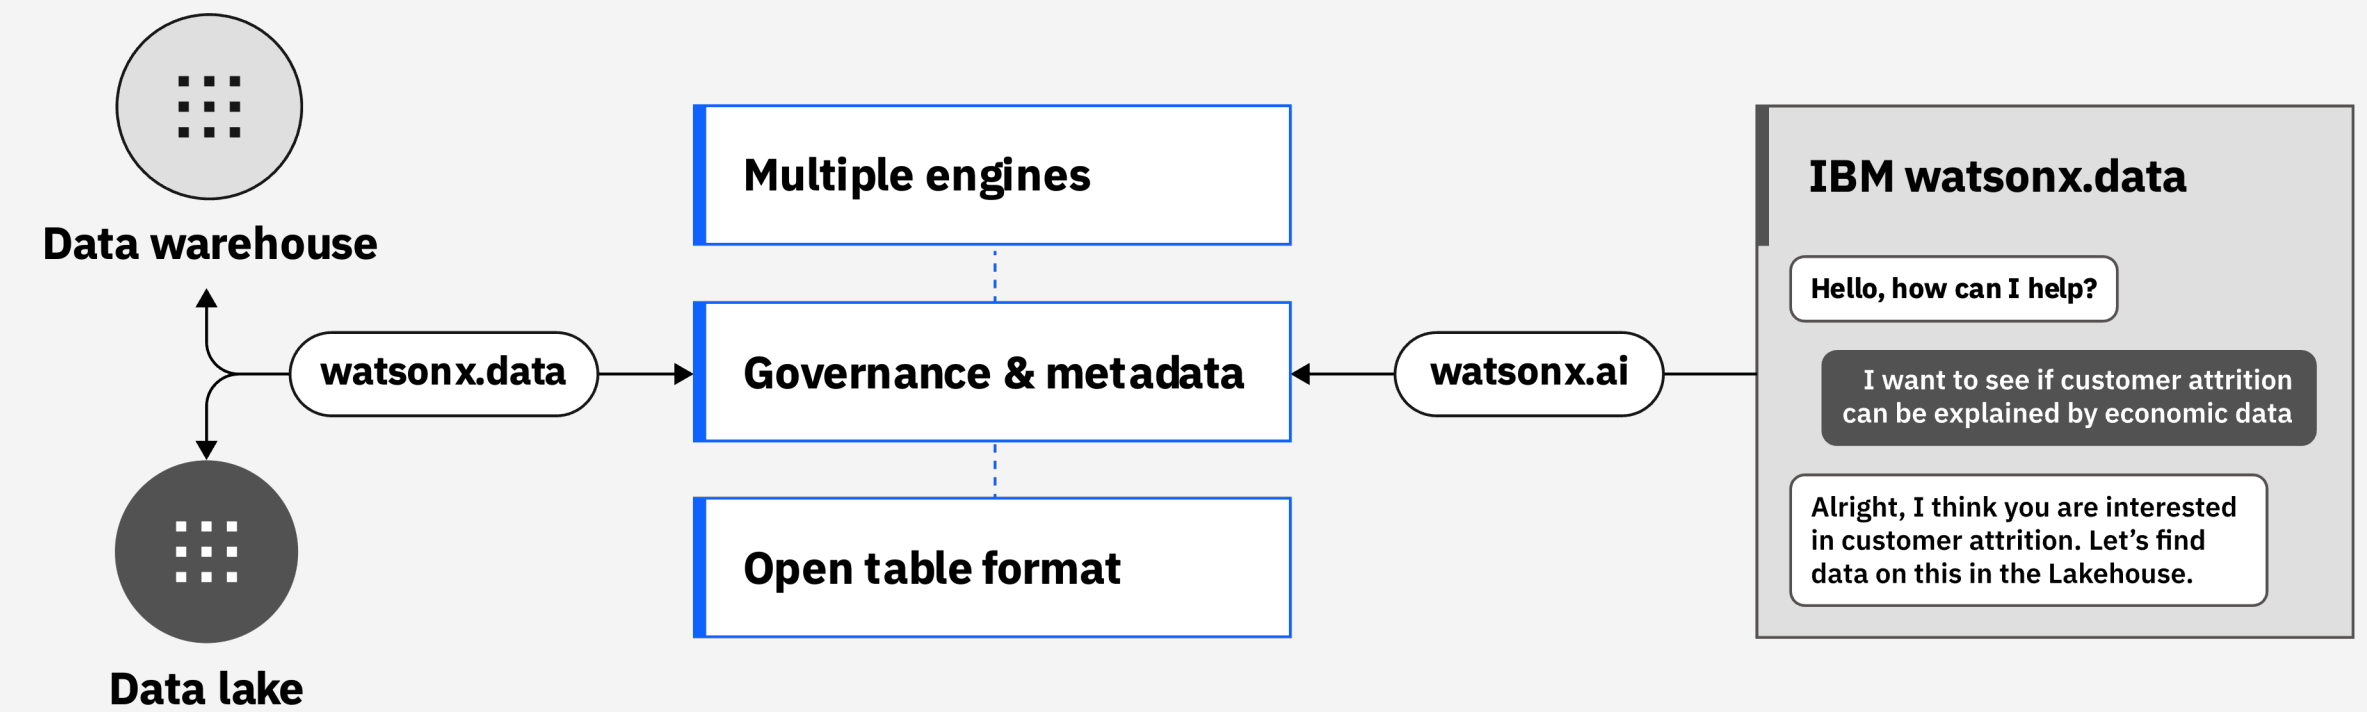 Data warehouse
watsonx.data
Data lake
Multiple engines
Governance & metadata
Open table format
watsonx.ai
IBM watsonx.data
Hello, how can I help?
I want to see if customer attrition
can be explained by economic data
Alright, I think you are interested
in customer attrition. Let’s find
data on this in the Lakehouse.